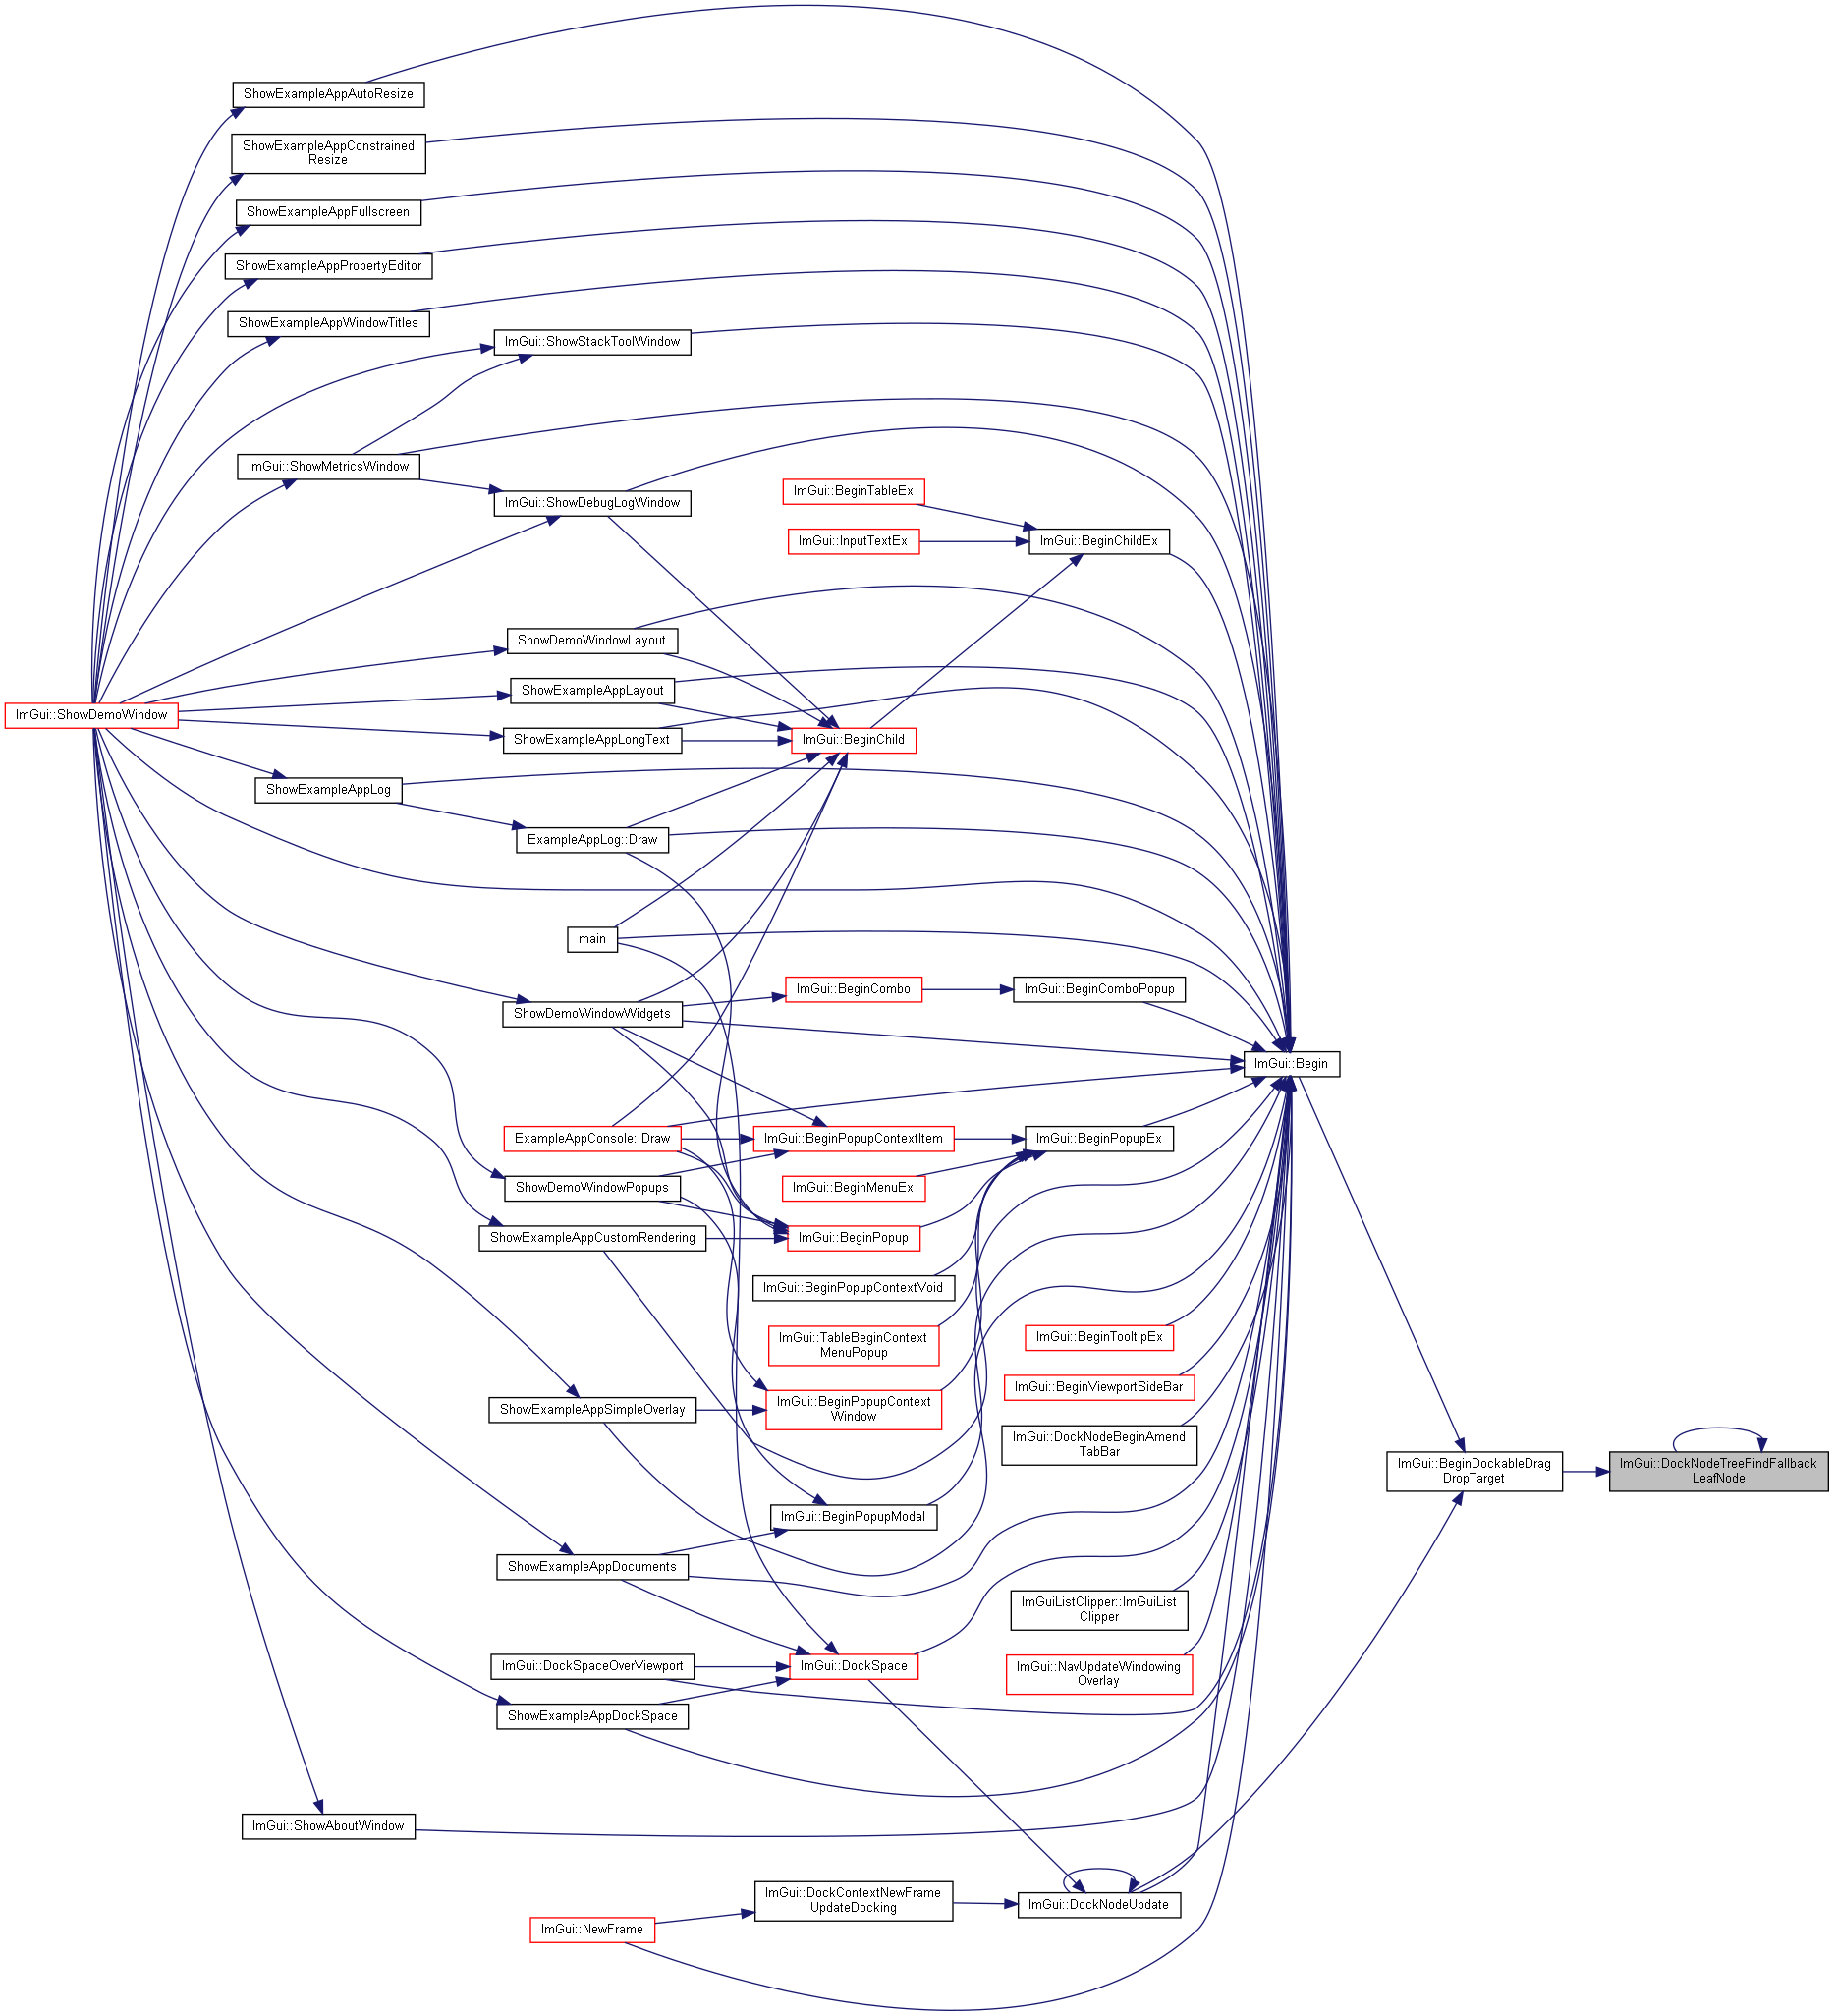 ShowExampleAppAutoResize
ShowExampleAppConstrained
Resize
ShowExampleAppFullscreen
ShowExampleAppPropertyEditor
ShowExampleAppWindowTitles
ImGui::ShowStackToolWindow
ImGui::ShowMetricsWindow
ImGui::ShowDebugLogWindow
ImGui::BeginTableEx
ImGui::InputTextEx
ImGui::BeginChildEx
ShowDemoWindowLayout
ShowExampleAppLayout
ImGui::ShowDemoWindow
ShowExampleAppLongText
ImGui::BeginChild
ShowExampleAppLog
ExampleAppLog::Draw
main
ImGui::BeginCombo
ImGui::BeginComboPopup
ShowDemoWindowWidgets
ImGui::Begin
ExampleAppConsole::Draw
ImGui::BeginPopupContextItem
ImGui::BeginPopupEx
ShowDemoWindowPopups
ImGui::BeginMenuEx
ShowExampleAppCustomRendering
ImGui::BeginPopup
ImGui::BeginPopupContextVoid
ImGui::TableBeginContext
MenuPopup
ImGui::BeginTooltipEx
ImGui::BeginViewportSideBar
ShowExampleAppSimpleOverlay
ImGui::BeginPopupContext
Window
ImGui::DockNodeBeginAmend
TabBar
ImGui::BeginDockableDrag
DropTarget
ImGui::DockNodeTreeFindFallback
LeafNode
ImGui::BeginPopupModal
ShowExampleAppDocuments
ImGuiListClipper::ImGuiList
Clipper
ImGui::DockSpaceOverViewport
ImGui::DockSpace
ImGui::NavUpdateWindowing
Overlay
ShowExampleAppDockSpace
ImGui::ShowAboutWindow
ImGui::DockContextNewFrame
UpdateDocking
ImGui::DockNodeUpdate
ImGui::NewFrame